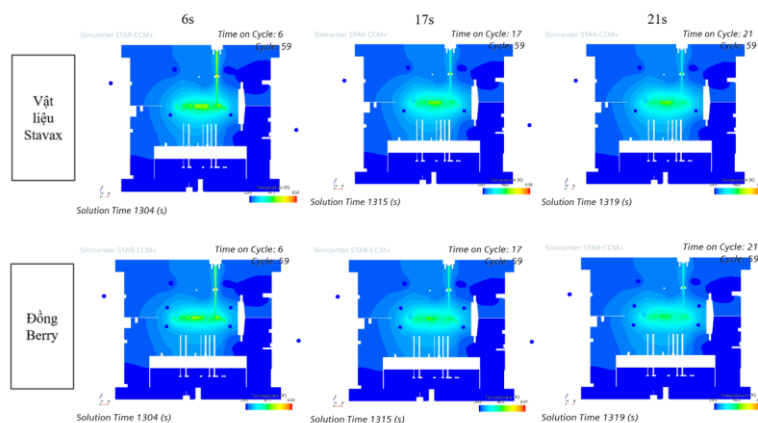 6s
17s
21s
Vật
liệu
Stavax
Simcenter STAR-CCM+
Time on Cycle: 6
Cycle: 59
Solution Time 1304 (s)
Simcenter STAR-CCM+
Time on Cycle: 17
59
Solution Time 1315 (s)
Simcenter STAR-CCM+
Time on Cycle: 21
59
Solution Time 1319 (s)
Đồng
Berry
Simcenter STAR-CCM+
Time on Cycle: 6
Cycle: 59
Solution Time 1304 (s)
Simcenter STAR-CCM+
Time on Cycle: 17
59
Solution Time 1315 (s)
Simcenter STAR-CCM+
Time on Cycle: 21
59
Solution Time 1319 (s)